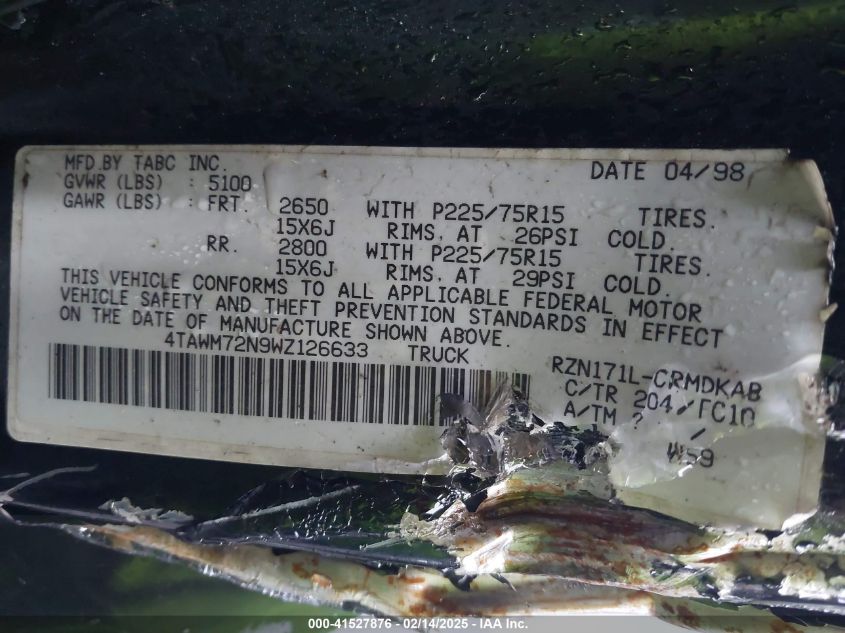 MFD.BY TABC INC. DATE 04/98
GVWR (LBS) : 5100
GAWR (LBS) : FRT. 2650 WITH P225/75R15 TIRES.
15X6J RIMS. AT 26PSI COLD.
RR. 2800 WITH P225/75R15 TIRES.
15X6J RIMS. AT 29PSI COLD.
THIS VEHICLE CONFORMS TO ALL APPLICABLE FEDERAL MOTOR
VEHICLE SAFETY AND THEFT PREVENTION STANDARDS IN EFFECT
ON THE DATE OF MANUFACTURE SHOWN ABOVE.
4TAWM72N9WZ126633 TRUCK
RZN171L-CRMDKAB
C/TR 204/FC10
A/TM ? /
W59
000-41527876 - 02/14/2025 - IAA Inc.